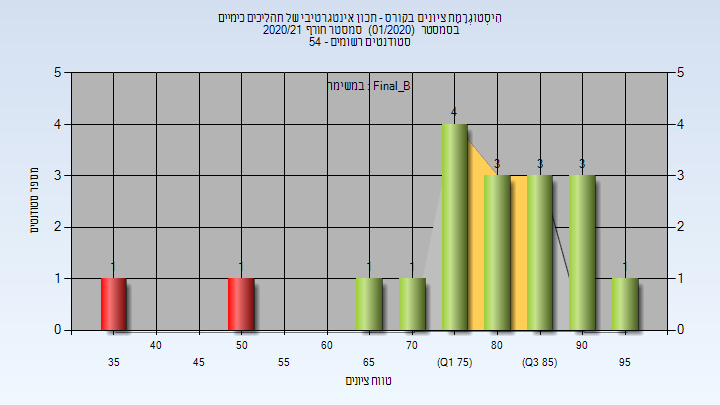 היסטוגרמת ציונים בקורס - תכון אינטגרטיבי של תהליכים כימיים
בסמסטר (01/2020) סמסטר חורף 2020/21
סטודנטים רשומים - 54
במשימה : Final_B
מספר סטודנטים
5 5
4 4
3 3
2 2
1 1
0 0
1 1 1 1 4 3 3 3 1
40 50 60 70 80 90
35 45 55 65 (Q1 75) (Q3 85) 95
טווח ציונים